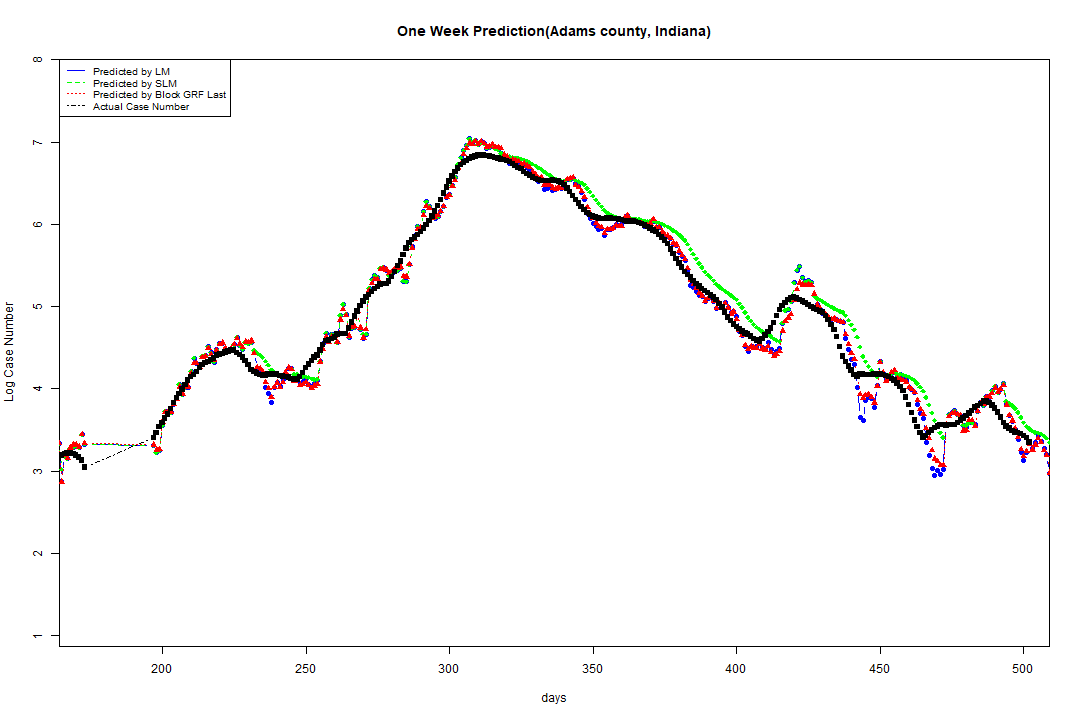 One Week Prediction(Adams county, Indiana)
Predicted by LM
Predicted by SLM
Predicted by Block GRF Last
Actual Case Number
8
7
6
5
4
3
2
1
Log Case Number
200 250 300 350 400 450 500
days